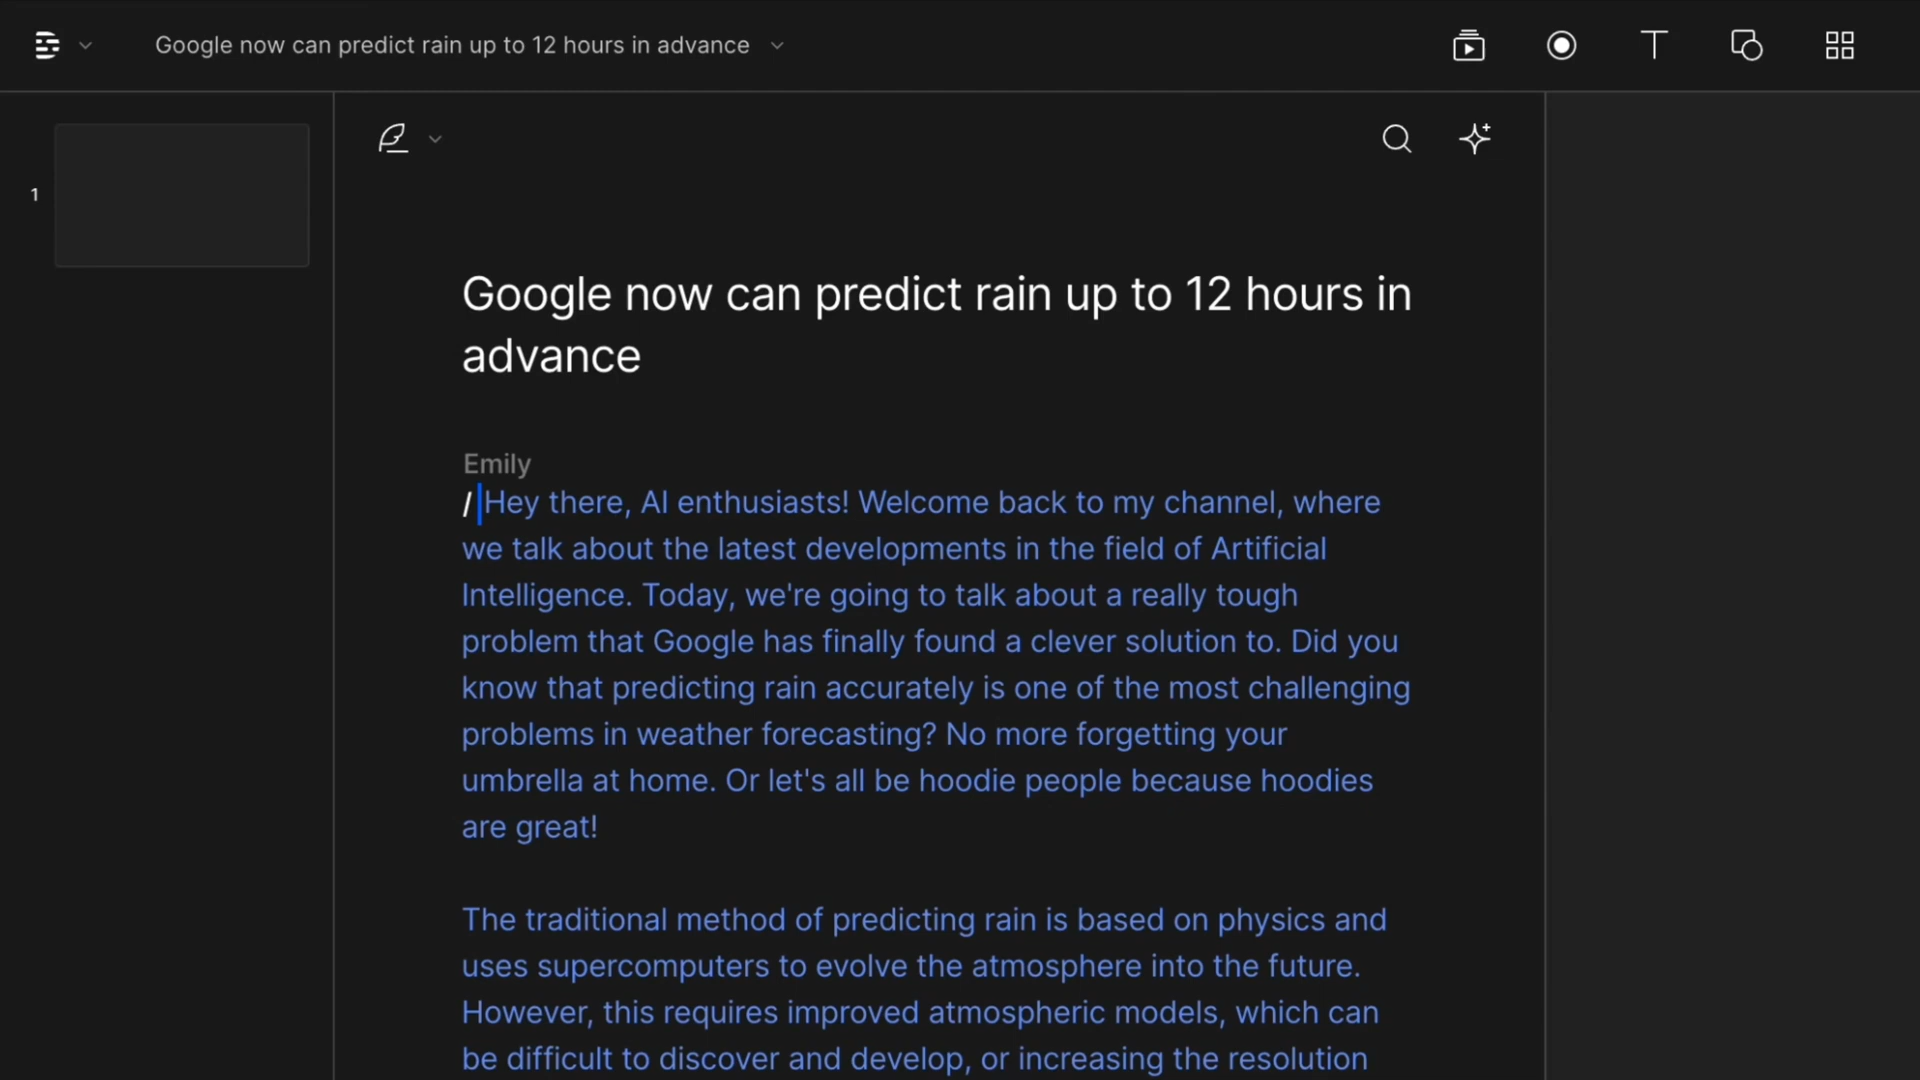 Google now can predict rain up to 12 hours in advance
1
Google now can predict rain up to 12 hours in
advance
Emily
/ Hey there, AI enthusiasts! Welcome back to my channel, where
we talk about the latest developments in the field of Artificial
Intelligence. Today, we're going to talk about a really tough
problem that Google has finally found a clever solution to. Did you
know that predicting rain accurately is one of the most challenging
problems in weather forecasting? No more forgetting your
umbrella at home. Or let's all be hoodie people because hoodies
are great!
The traditional method of predicting rain is based on physics and
uses supercomputers to evolve the atmosphere into the future.
However, this requires improved atmospheric models, which can
be difficult to discover and develop, or increasing the resolution